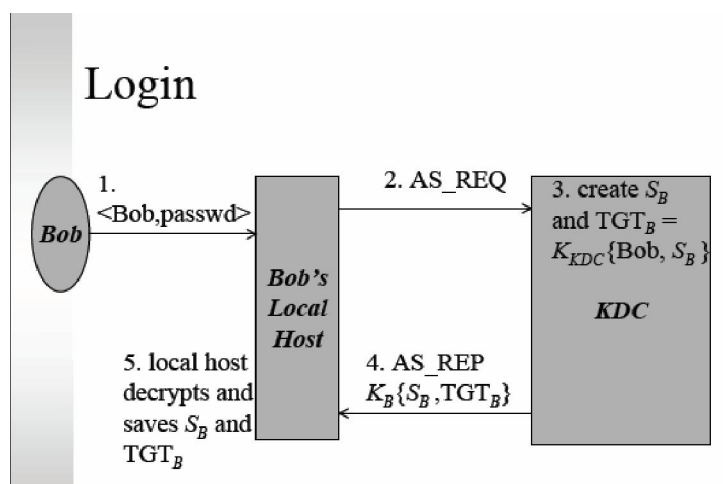 Login
1.
<Bob,passwd>
Bob
2. AS_REQ
3. create S_B
and TGT_B =
K_KDC{Bob, S_B}
KDC
Bob's
Local
Host
4. AS_REP
K_B{S_B,TGT_B}
5. local host
decrypts and
saves S_B and
TGT_B